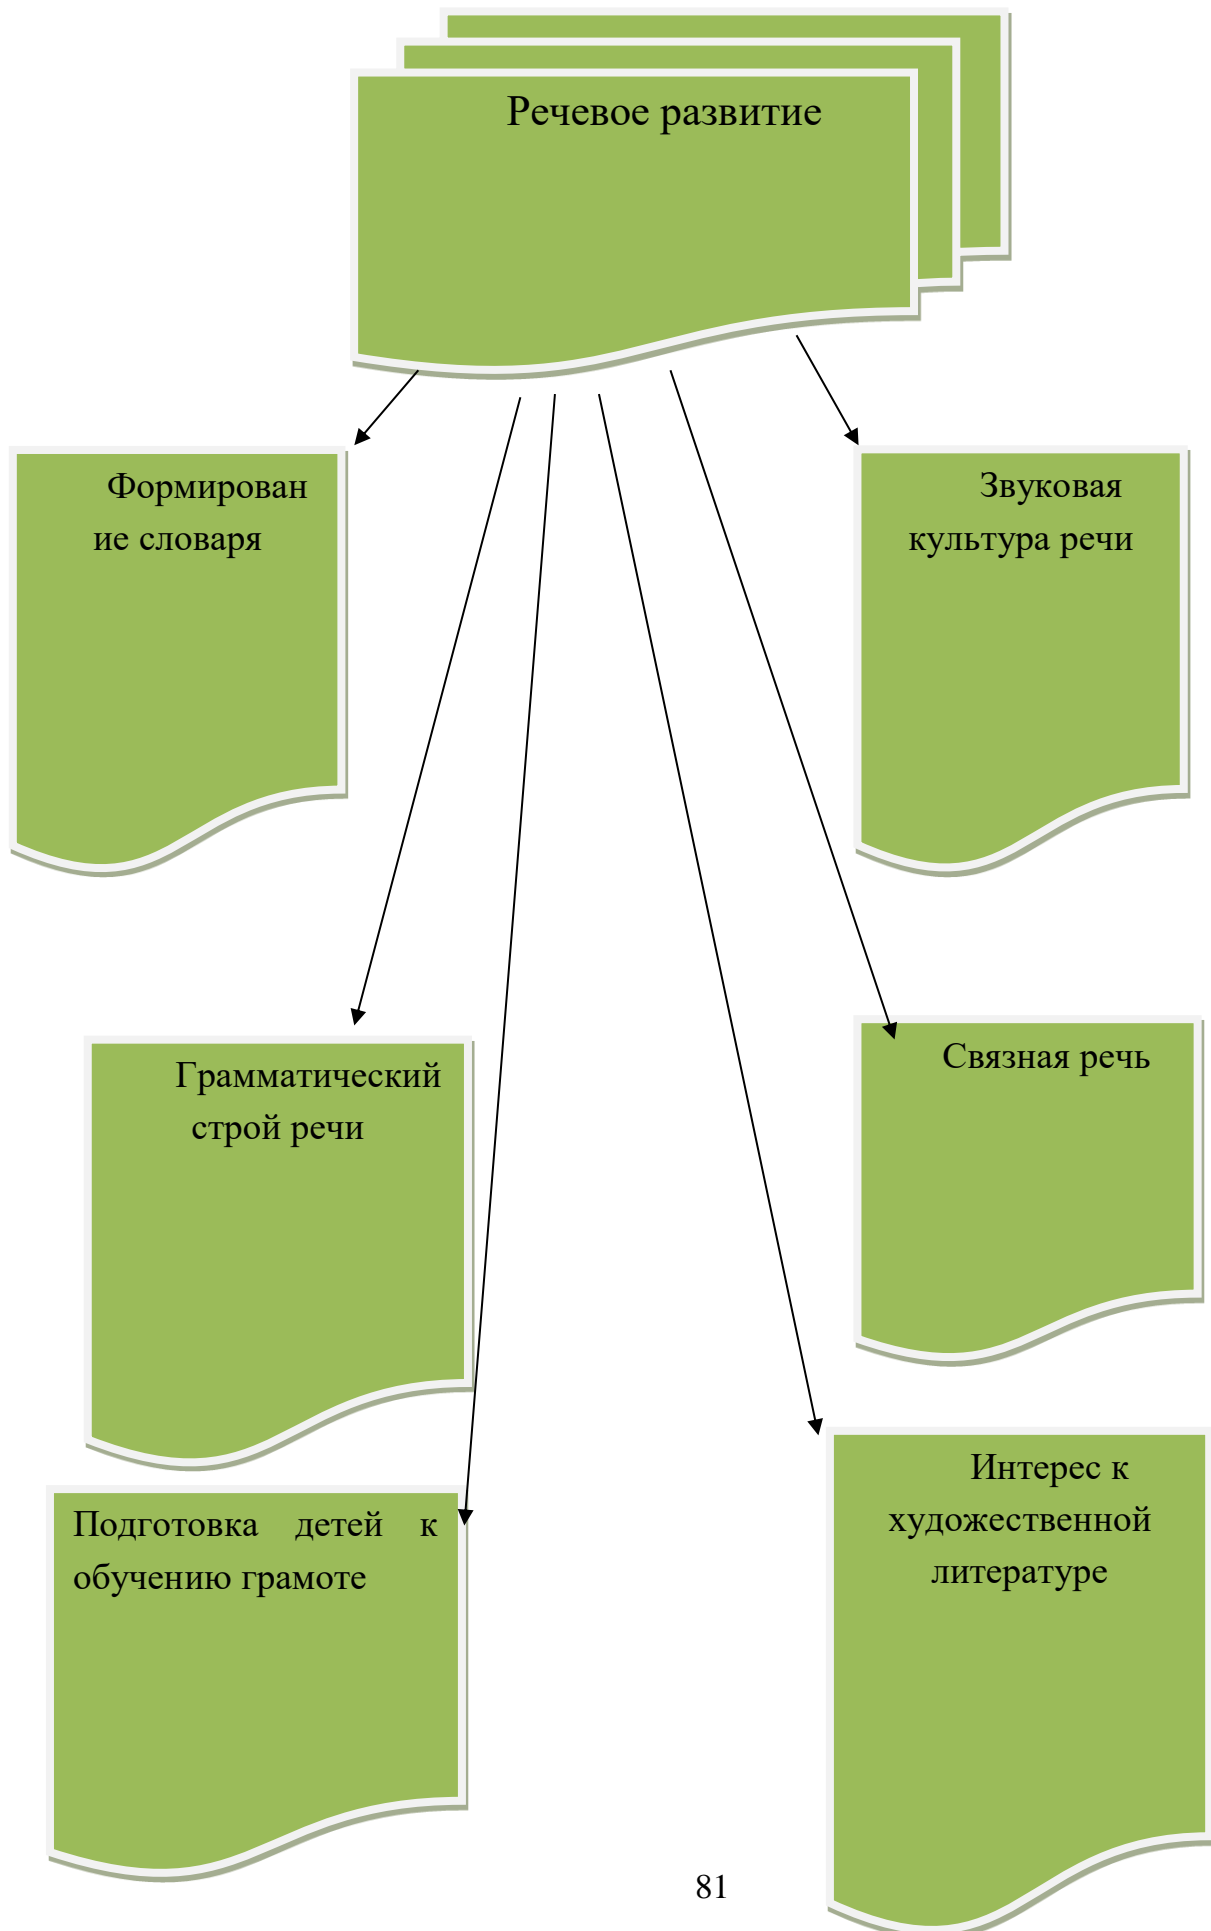 Речевое развитие
Формирован
ие словаря
Звуковая
культура речи
Грамматический
строй речи
Связная речь
Подготовка детей к
обучению грамоте
Интерес к
художественной
литературе
81